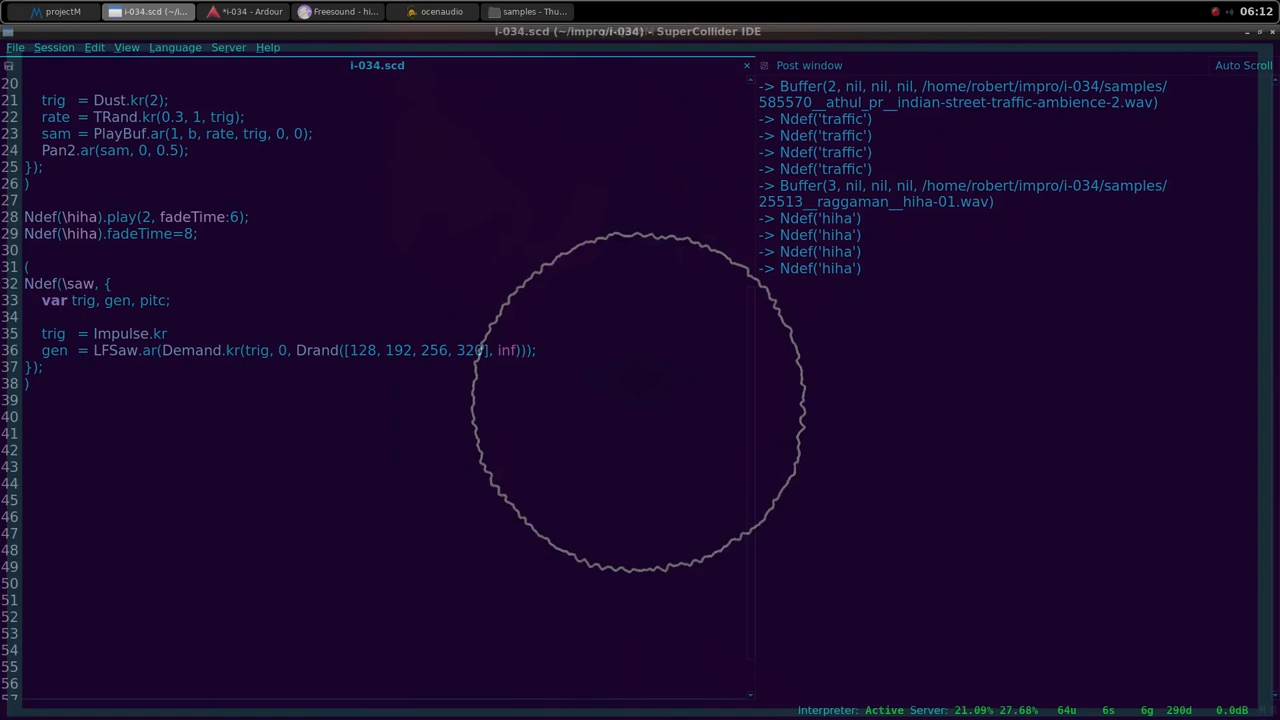 projectM
i-034.scd (~/i...
*i-034 - Ardour
Freesound - hi...
ocenaudio
samples - Thu...
06:12
i-034.scd (~/impro/i-034) - SuperCollider IDE
File Session Edit View Language Server Help
i-034.scd
Post window
Auto Scroll
20
21 trig = Dust.kr(2);
22 rate = TRand.kr(0.3, 1, trig);
23 sam = PlayBuf.ar(1, b, rate, trig, 0, 0);
24 Pan2.ar(sam, 0, 0.5);
25 });
26 )
27
28 Ndef(\hiha).play(2, fadeTime:6);
29 Ndef(\hiha).fadeTime=8;
30
31 (
32 Ndef(\saw, {
33 var trig, gen, pitc;
34
35 trig = Impulse.kr
36 gen = LFSaw.ar(Demand.kr(trig, 0, Drand([128, 192, 256, 320], inf)));
37 });
38 )
39
40
41
42
43
44
45
46
47
48
49
50
51
52
53
54
55
56
57
-> Buffer(2, nil, nil, nil, /home/robert/impro/i-034/samples/
585570__athul_pr__indian-street-traffic-ambience-2.wav)
-> Ndef('traffic')
-> Ndef('traffic')
-> Ndef('traffic')
-> Ndef('traffic')
-> Buffer(3, nil, nil, nil, /home/robert/impro/i-034/samples/
25513__raggaman__hiha-01.wav)
-> Ndef('hiha')
-> Ndef('hiha')
-> Ndef('hiha')
-> Ndef('hiha')
Interpreter: Active Server: 21.09% 27.68% 64u 6s 6g 290d 0.0dB